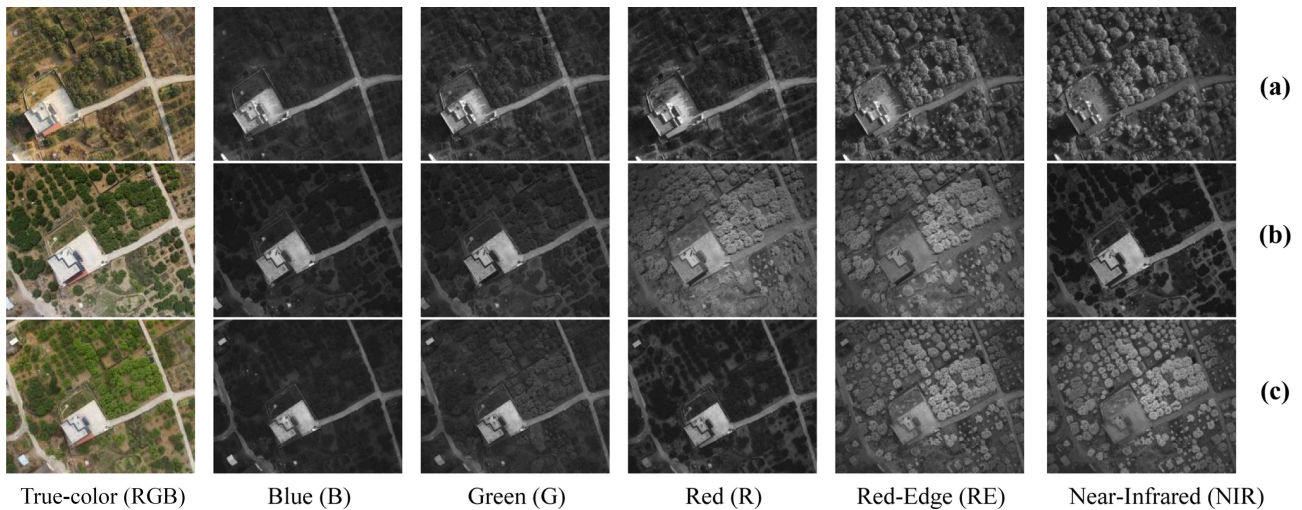 (a)
(b)
(c)
True-color (RGB) Blue (B) Green (G) Red (R) Red-Edge (RE) Near-Infrared (NIR)